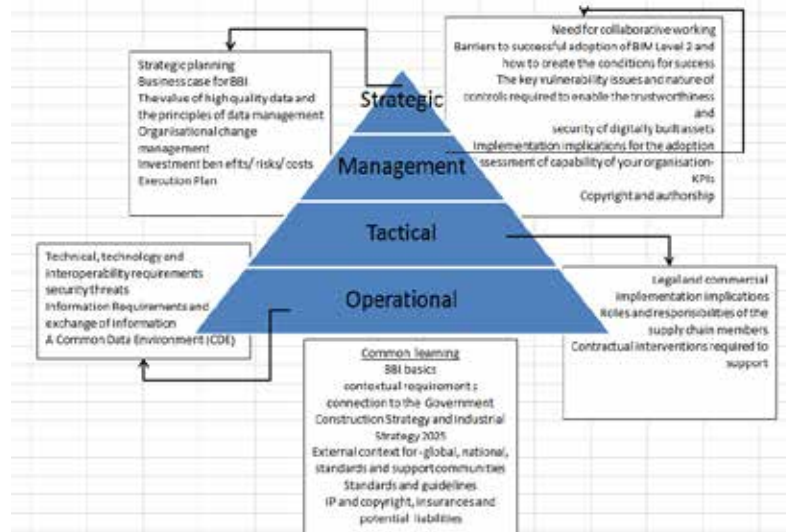 Strategic planning
Business case for BBI
The value of high quality data and
the principles of data management
Organisational change
management
Investment benefits/ risks/ costs
Execution Plan
Need for collaborative working
Barriers to successful adoption of BIM Level 2 and
how to create the conditions for success
The key vulnerability issues and nature of
controls required to enable the trustworthiness
and
security of digitally built assets
Implementation implications for the adoption
ssessment of capability of your organisation-
KPIs
Copyright and authorship
Strategic
Management
Tactical
Operational
Technical, technology and
interoperability requirements
security threats
Information Requirements and
exchange of information
A Common Data Environment (CDE)
Legal and commercial
implementation implications
Roles and responsibilities of the
supply chain members
Contractual interventions required to
support
Common learning
BBI basics
contextual requirements
connection to the Government
Construction Strategy and Industrial
Strategy 2025
External context for - global, national,
standards and support communities
Standards and guidelines
IP and copyright, insurances and
potential liabilities